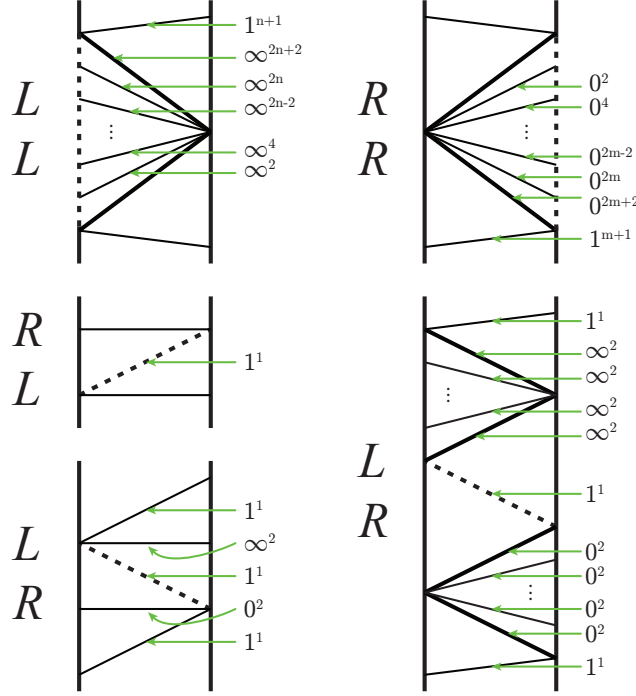 1^{n+1}
∞^{2n+2}
∞^{2n}
L
∞^{2n-2}
L
...
∞^4
∞^2
R
0^2
0^4
R
...
0^{2m-2}
0^{2m}
0^{2m+2}
1^{m+1}
R
1^1
L
L
1^1
∞^2
R
1^1
0^2
1^1
1^1
∞^2
∞^2
...
∞^2
∞^2
L
1^1
R
0^2
0^2
...
0^2
0^2
1^1